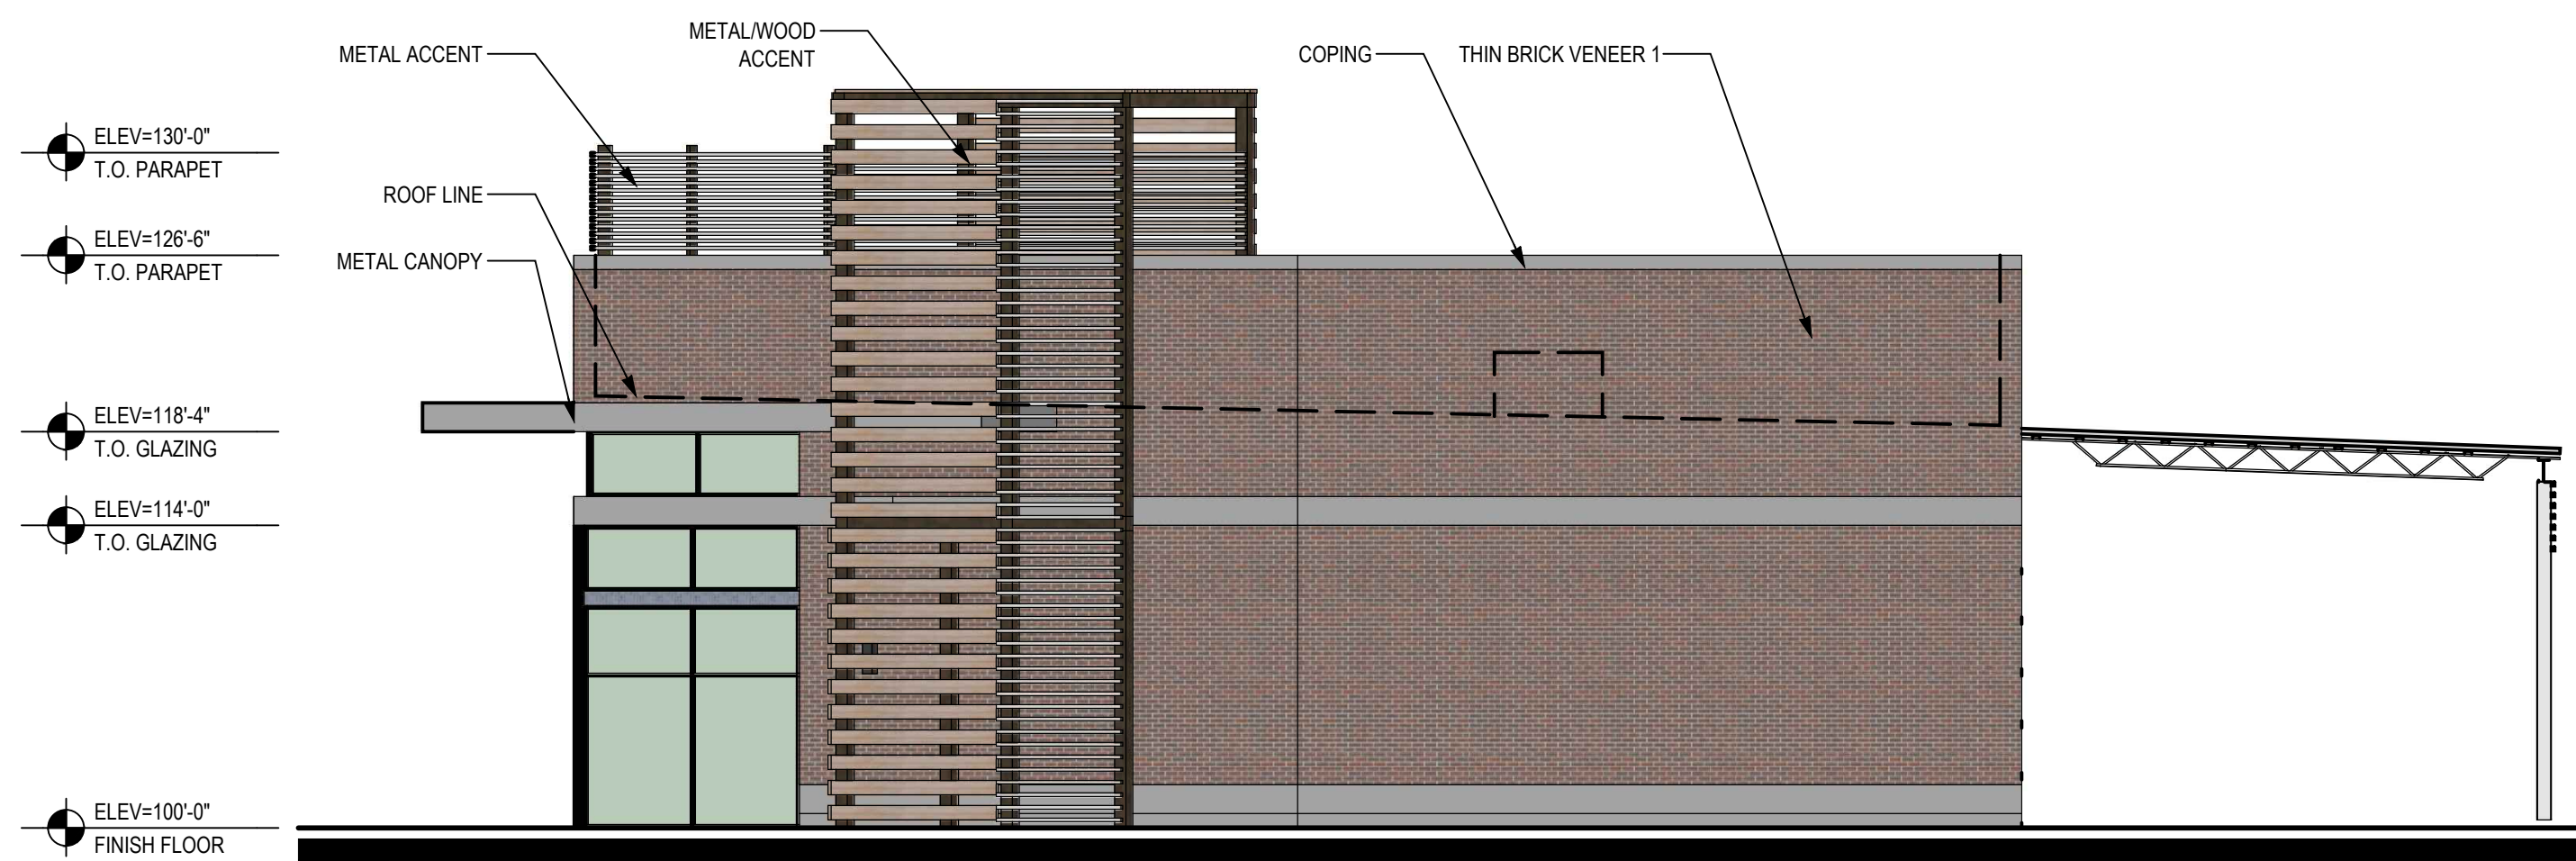 METAL/WOOD
ACCENT
METAL ACCENT
COPING
THIN BRICK VENEER 1
ELEV=130'-0"
T.O. PARAPET
ROOF LINE
ELEV=126'-6"
T.O. PARAPET
METAL CANOPY
ELEV=118'-4"
T.O. GLAZING
ELEV=114'-0"
T.O. GLAZING
ELEV=100'-0"
FINISH FLOOR